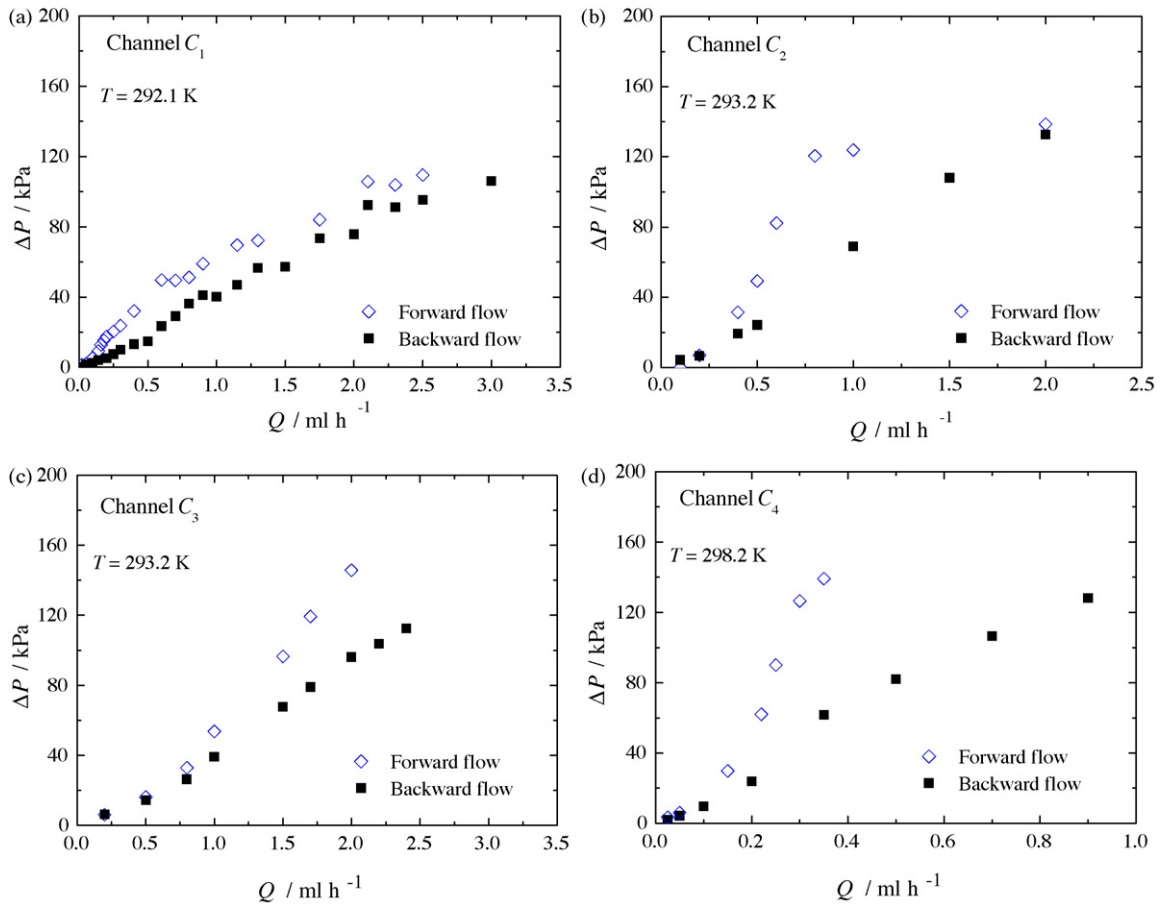 (a)
200
160
120
80
40
0
ΔP / kPa
Channel C₁
T = 292.1 K
Forward flow
Backward flow
0.0 0.5 1.0 1.5 2.0 2.5 3.0 3.5
Q / ml h ⁻¹
(b)
200
160
120
80
40
0
ΔP / kPa
Channel C₂
T = 293.2 K
Forward flow
Backward flow
0.0 0.5 1.0 1.5 2.0 2.5
Q / ml h ⁻¹
(c)
200
160
120
80
40
0
ΔP / kPa
Channel C₃
T = 293.2 K
Forward flow
Backward flow
0.0 0.5 1.0 1.5 2.0 2.5 3.0 3.5
Q / ml h ⁻¹
(d)
200
160
120
80
40
0
ΔP / kPa
Channel C₄
T = 298.2 K
Forward flow
Backward flow
0.0 0.2 0.4 0.6 0.8 1.0
Q / ml h ⁻¹